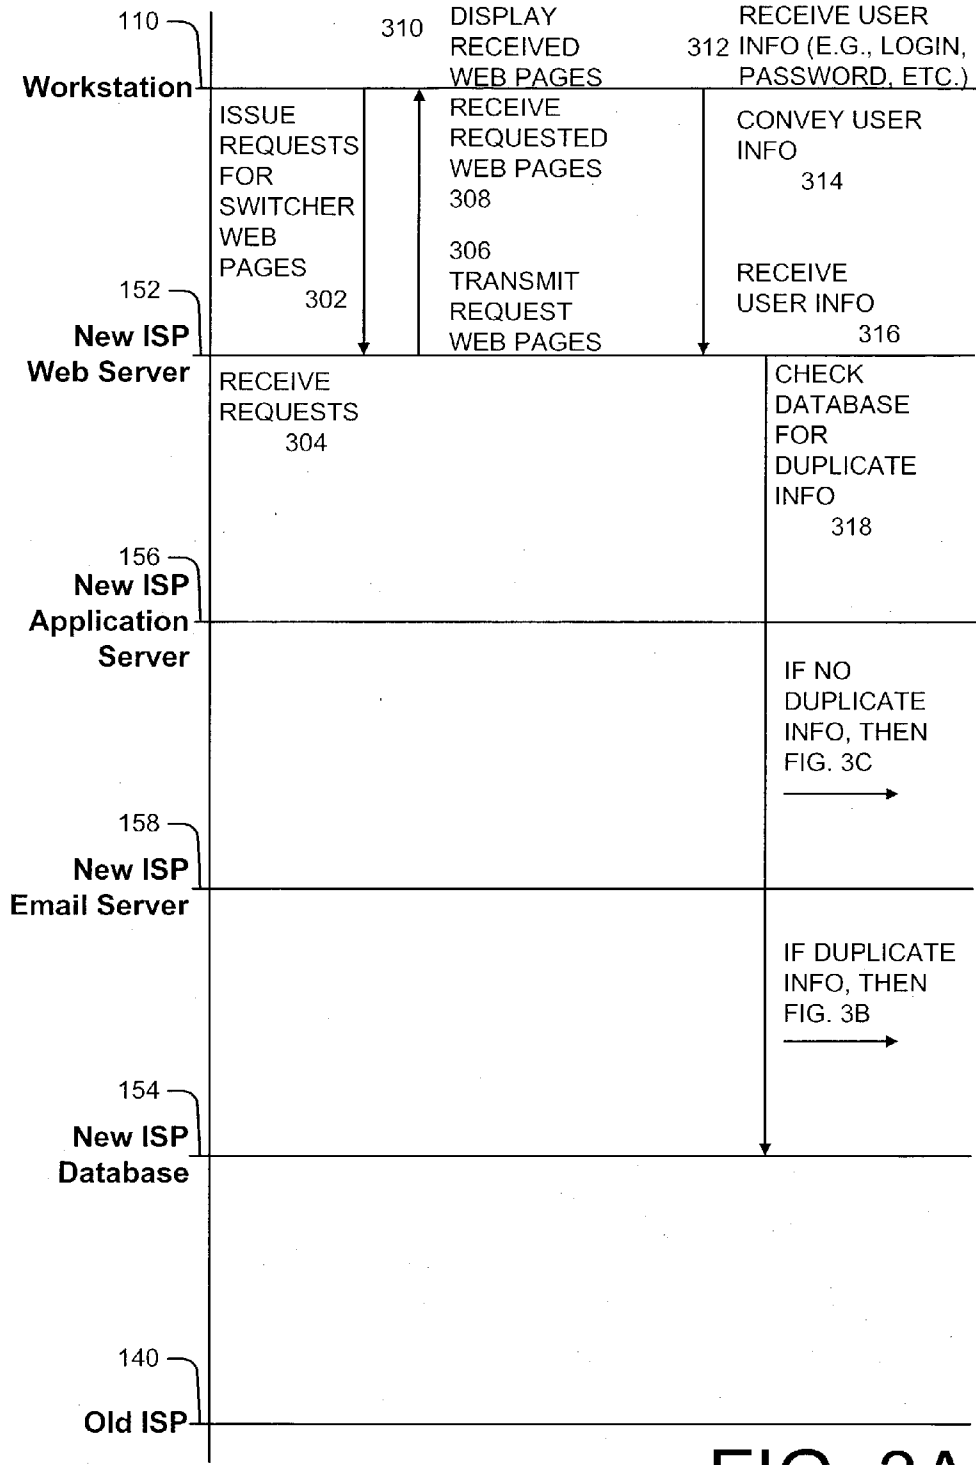 110
310
DISPLAY
RECEIVED
WEB PAGES
312
RECEIVE USER
INFO (E.G., LOGIN,
PASSWORD, ETC.)
Workstation
ISSUE
REQUESTS
FOR
SWITCHER
WEB
PAGES
302
RECEIVE
REQUESTED
WEB PAGES
308
306
TRANSMIT
REQUEST
WEB PAGES
CONVEY USER
INFO
314
RECEIVE
USER INFO
316
152
New ISP
Web Server
RECEIVE
REQUESTS
304
CHECK
DATABASE
FOR
DUPLICATE
INFO
318
156
New ISP
Application
Server
IF NO
DUPLICATE
INFO, THEN
FIG. 3C
158
New ISP
Email Server
IF DUPLICATE
INFO, THEN
FIG. 3B
154
New ISP
Database
140
Old ISP
FIG. 3A